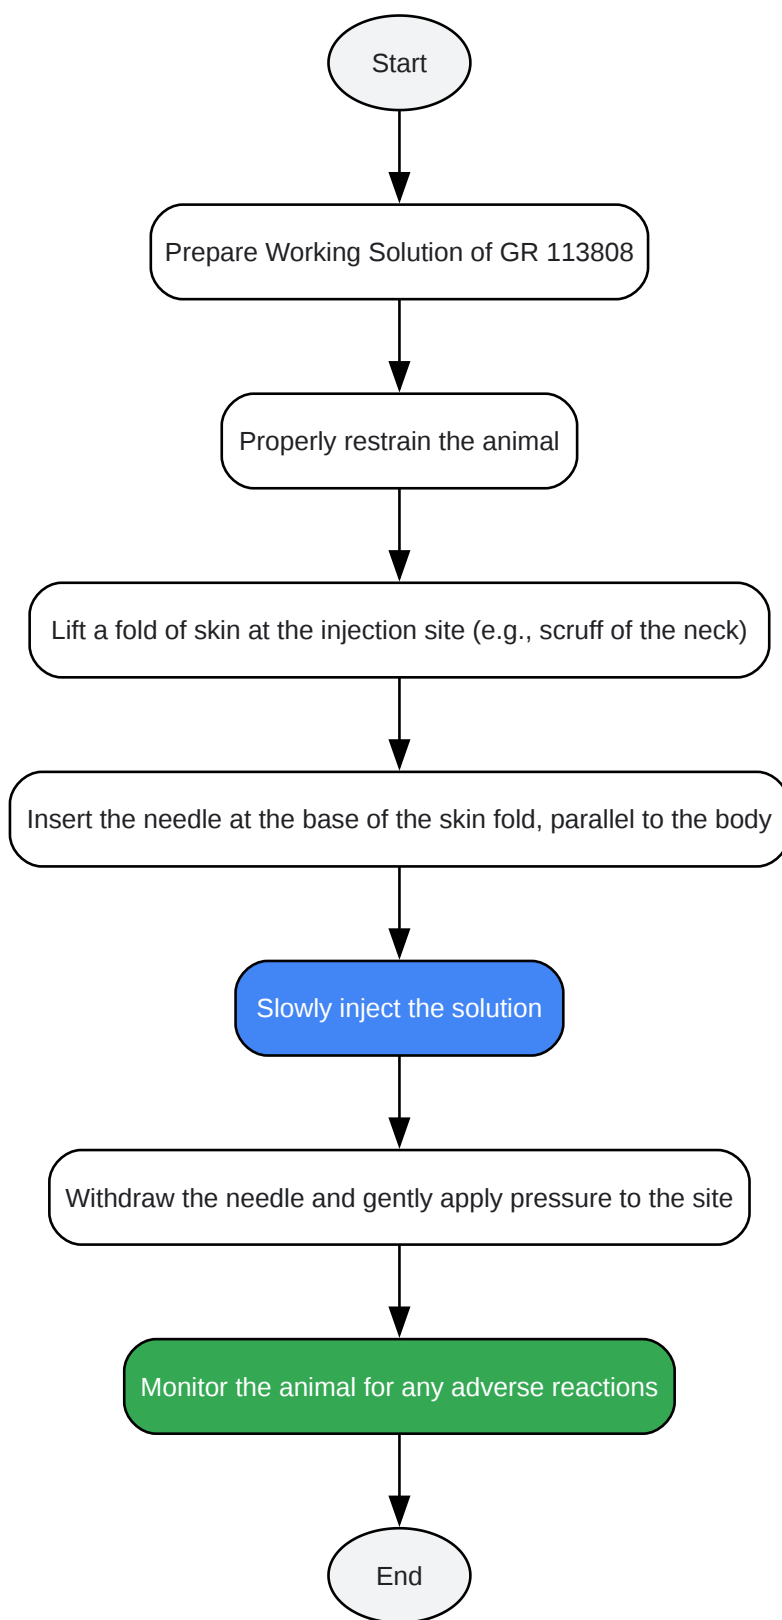 Start
Prepare Working Solution of GR 113808
Properly restrain the animal
Lift a fold of skin at the injection site (e.g., scruff of the neck)
Insert the needle at the base of the skin fold, parallel to the body
Slowly inject the solution
Withdraw the needle and gently apply pressure to the site
Monitor the animal for any adverse reactions
End